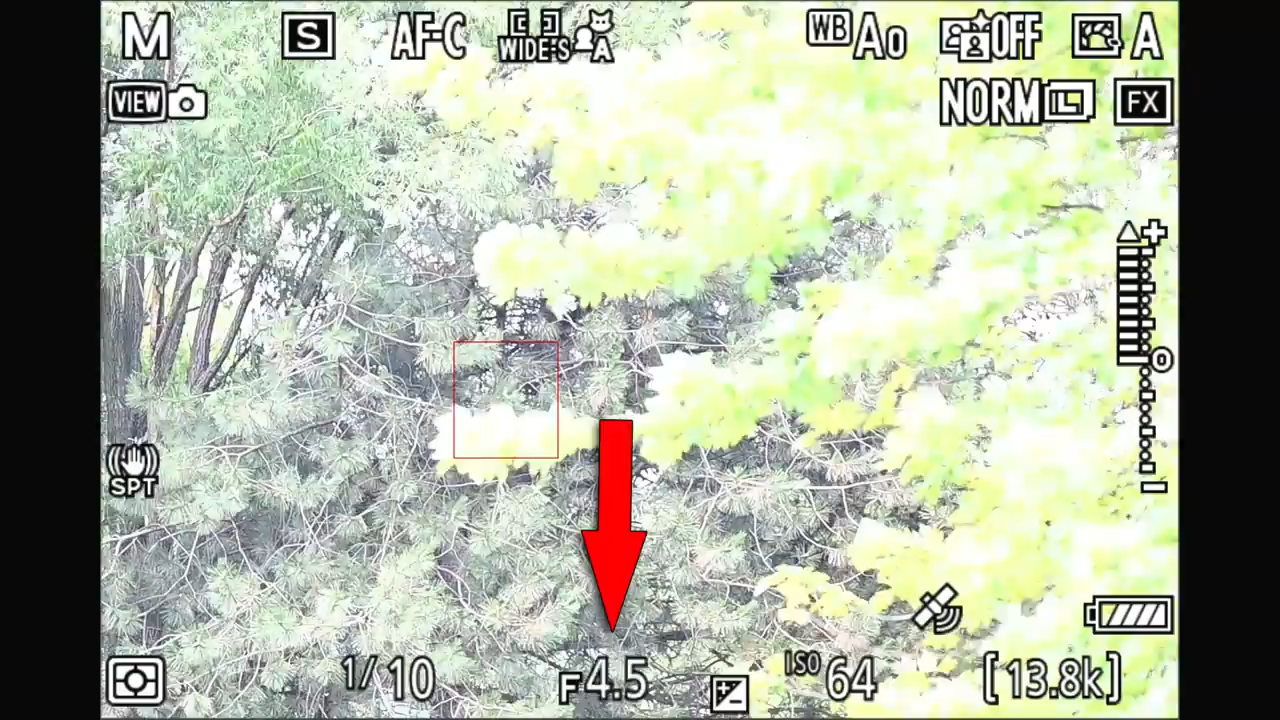 M S AF-C WIDE-S A WB A0 OFF A
VIEW NORM L FX
SPT
1/10 F4.5 ISO 64 [13.8k]